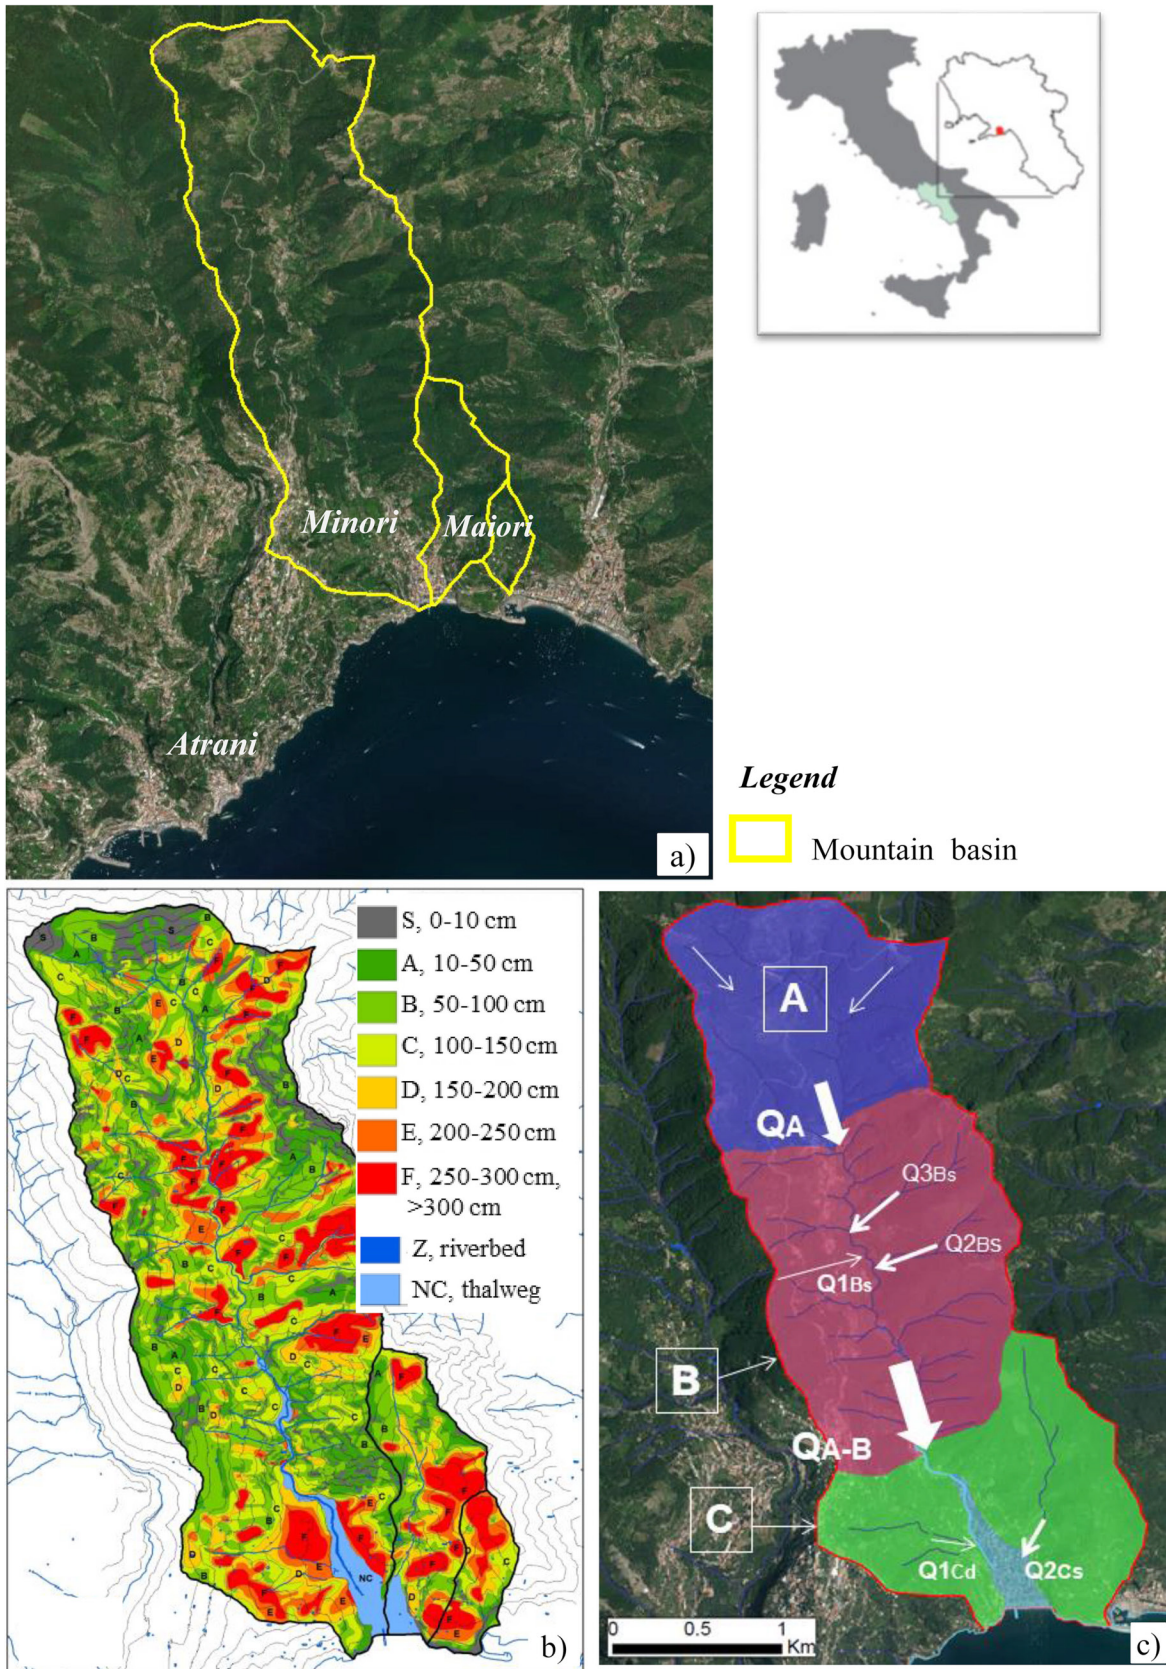 Minori
Maiori
Atrani
a)
Legend
Mountain basin
S, 0-10 cm
A, 10-50 cm
B, 50-100 cm
C, 100-150 cm
D, 150-200 cm
E, 200-250 cm
F, 250-300 cm,
>300 cm
Z, riverbed
NC, thalweg
NC
b)
A
QA
Q3Bs
Q2BS
Q1Bs
B
QA-B
C
Q1Cd
Q2Cs
0 0.5 1
Km
c)